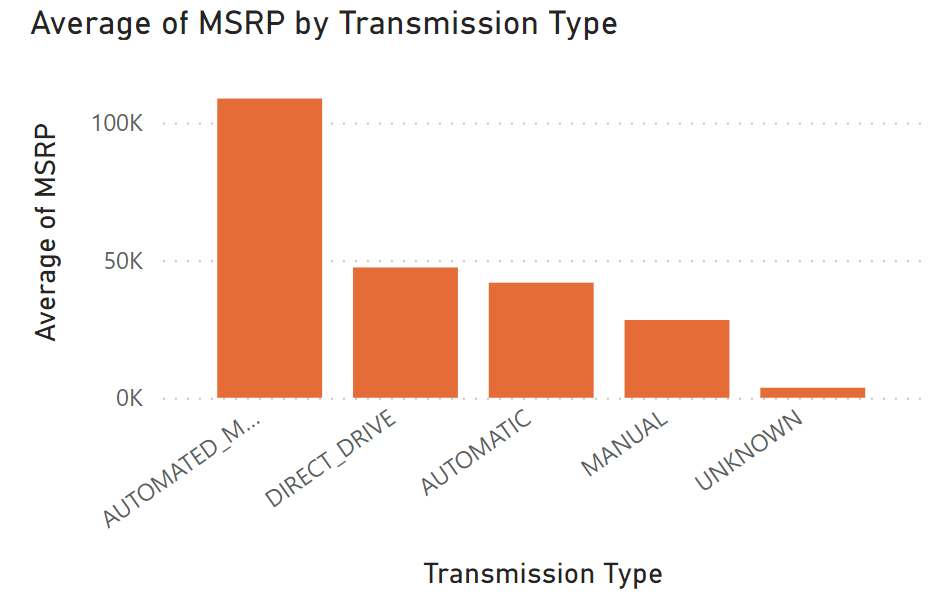 Average of MSRP by Transmission Type
Average of MSRP
100K
50K
0K
AUTOMATED_M...
DIRECT_DRIVE
AUTOMATIC
MANUAL
UNKNOWN
Transmission Type